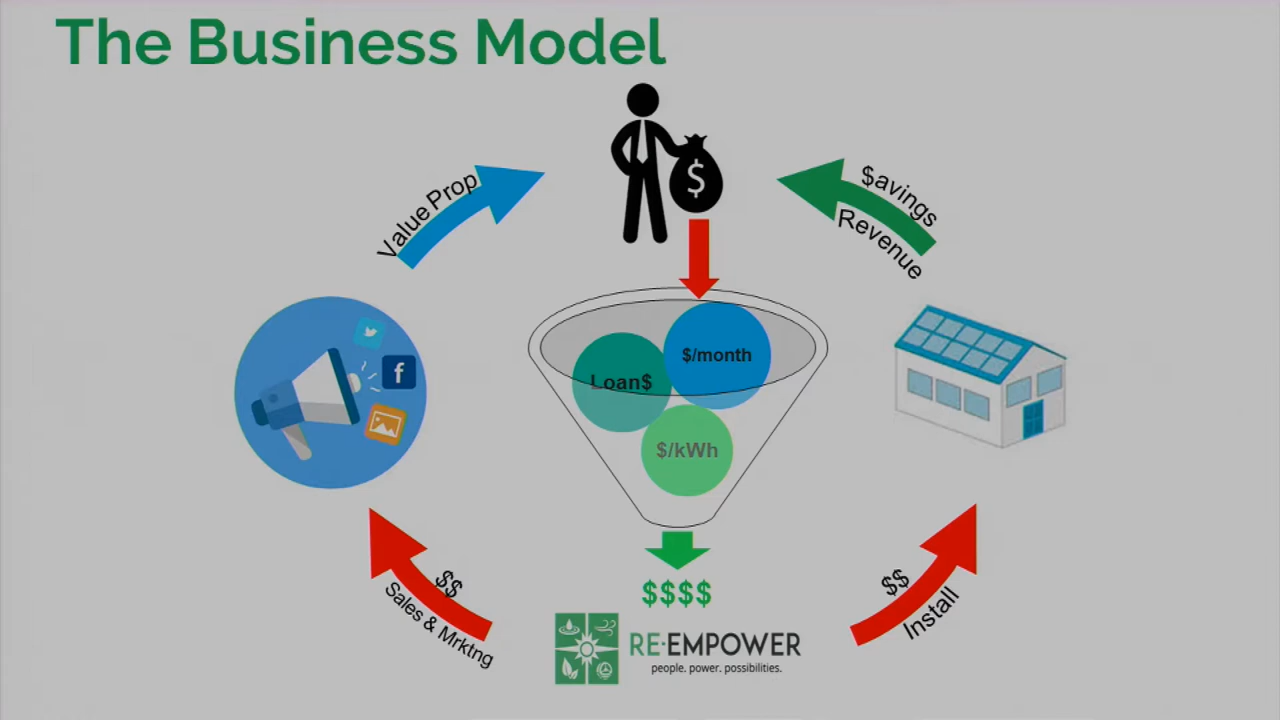 The Business Model
$
Value Prop
$avings
Revenue
Loan$
$/month
$/kWh
f
$$
Sales & Mrktng
$$$$
$$
Install
RE·EMPOWER
people. power. possibilities.